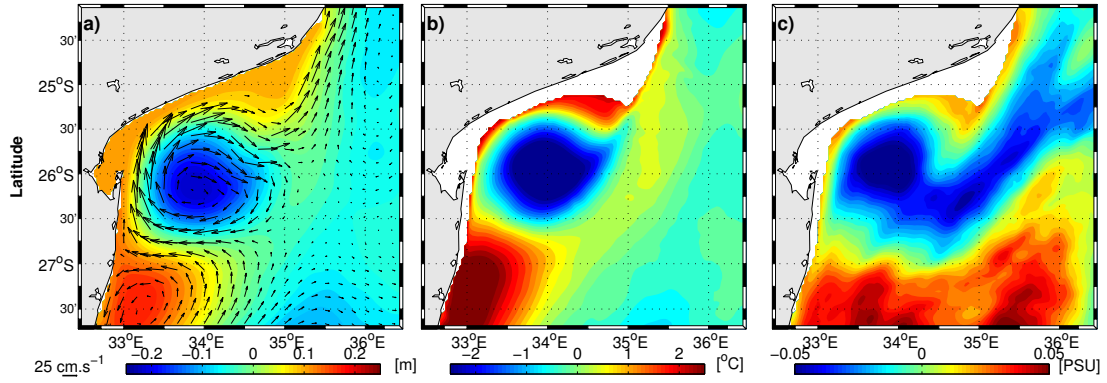 a) b) c)
30'
25°S
30'
26°S
30'
27°S
30'
Latitude
33°E 34°E 35°E 36°E 33°E 34°E 35°E 36°E 33°E 34°E 35°E 36°E
25 cm.s⁻¹ −0.2 −0.1 0 0.1 0.2 [m] −2 −1 0 1 2 [°C] −0.05 0 0.05 [PSU]